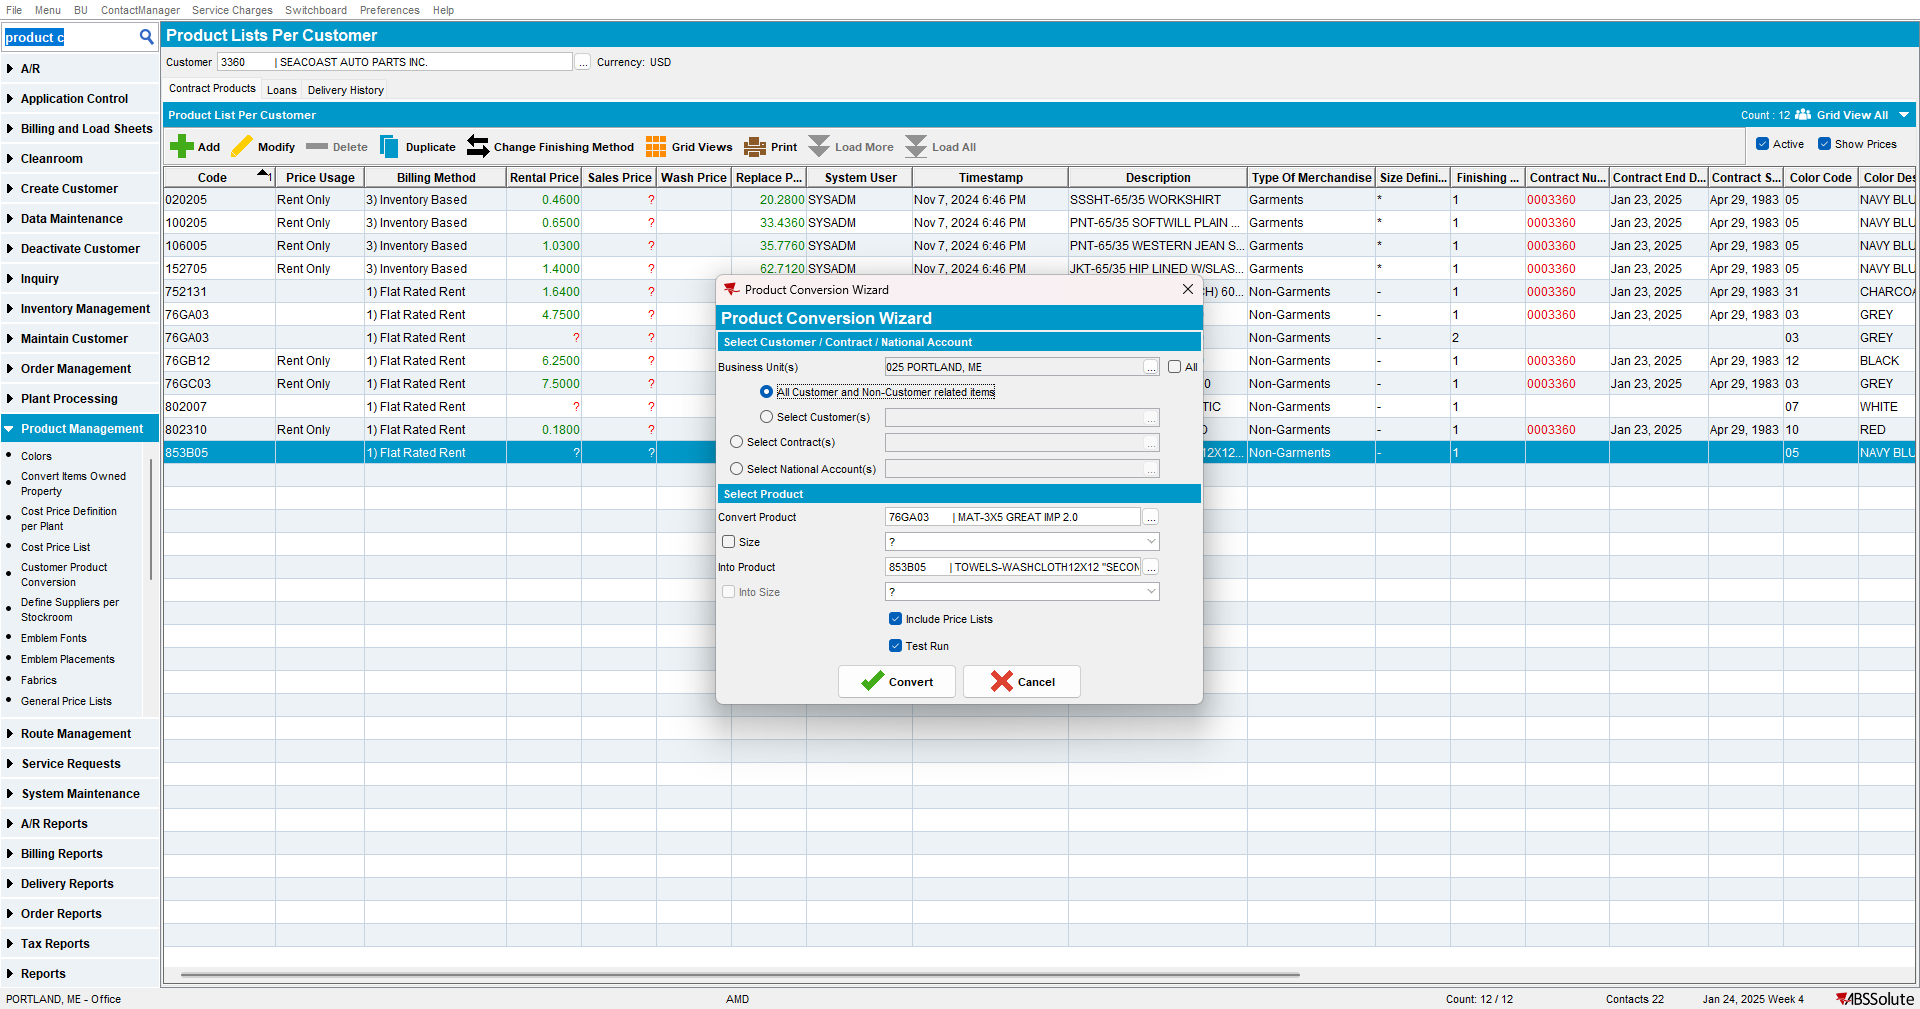 File Menu BU ContactManager Service Charges Switchboard Preferences Help
product c
Product Lists Per Customer
Customer 3360 | SEACOAST AUTO PARTS INC. ... Currency: USD
Contract Products Loans Delivery History
Product List Per Customer Count : 12 Grid View All
Add Modify Delete Duplicate Change Finishing Method Grid Views Print Load More Load All Active Show Prices
Code 1 Price Usage Billing Method Rental Price Sales Price Wash Price Replace P... System User Timestamp Description Type Of Merchandise Size Defini... Finishing ... Contract Nu... Contract End D... Contract S... Color Code Color Des
020205 Rent Only 3) Inventory Based 0.4600 ? 20.2800 SYSADM Nov 7, 2024 6:46 PM SSSHT-65/35 WORKSHIRT Garments * 1 0003360 Jan 23, 2025 Apr 29, 1983 05 NAVY BLU
100205 Rent Only 3) Inventory Based 0.6500 ? 33.4360 SYSADM Nov 7, 2024 6:46 PM PNT-65/35 SOFTWILL PLAIN ... Garments * 1 0003360 Jan 23, 2025 Apr 29, 1983 05 NAVY BLU
106005 Rent Only 3) Inventory Based 1.0300 ? 35.7760 SYSADM Nov 7, 2024 6:46 PM PNT-65/35 WESTERN JEAN S... Garments * 1 0003360 Jan 23, 2025 Apr 29, 1983 05 NAVY BLU
152705 Rent Only 3) Inventory Based 1.4000 ? 62.7120 SYSADM Nov 7, 2024 6:46 PM JKT-65/35 HIP LINED W/SLAS... Garments * 1 0003360 Jan 23, 2025 Apr 29, 1983 05 NAVY BLU
752131 1) Flat Rated Rent 1.6400 ? CH) 60... Non-Garments - 1 0003360 Jan 23, 2025 Apr 29, 1983 31 CHARCOA
76GA03 1) Flat Rated Rent 4.7500 ? Non-Garments - 1 0003360 Jan 23, 2025 Apr 29, 1983 03 GREY
76GA03 1) Flat Rated Rent ? ? Non-Garments - 2 03 GREY
76GB12 Rent Only 1) Flat Rated Rent 6.2500 ? Non-Garments - 1 0003360 Jan 23, 2025 Apr 29, 1983 12 BLACK
76GC03 Rent Only 1) Flat Rated Rent 7.5000 ? 0 Non-Garments - 1 0003360 Jan 23, 2025 Apr 29, 1983 03 GREY
802007 1) Flat Rated Rent ? ? TIC Non-Garments - 1 07 WHITE
802310 Rent Only 1) Flat Rated Rent 0.1800 ? Non-Garments - 1 0003360 Jan 23, 2025 Apr 29, 1983 10 RED
853B05 1) Flat Rated Rent ? ? 12X12... Non-Garments - 1 05 NAVY BLU
A/R
Application Control
Billing and Load Sheets
Cleanroom
Create Customer
Data Maintenance
Deactivate Customer
Inquiry
Inventory Management
Maintain Customer
Order Management
Plant Processing
Product Management
Colors
Convert Items Owned
Property
Cost Price Definition
per Plant
Cost Price List
Customer Product
Conversion
Define Suppliers per
Stockroom
Emblem Fonts
Emblem Placements
Fabrics
General Price Lists
Route Management
Service Requests
System Maintenance
A/R Reports
Billing Reports
Delivery Reports
Order Reports
Tax Reports
Reports
Product Conversion Wizard
Product Conversion Wizard
Select Customer / Contract / National Account
Business Unit(s) 025 PORTLAND, ME ... All
All Customer and Non-Customer related items
Select Customer(s) ...
Select Contract(s) ...
Select National Account(s) ...
Select Product
Convert Product 76GA03 | MAT-3X5 GREAT IMP 2.0 ...
Size ?
Into Product 853B05 | TOWELS-WASHCLOTH12X12 "SECON ...
Into Size ?
Include Price Lists
Test Run
Convert Cancel
PORTLAND, ME - Office AMD Count: 12 / 12 Contacts 22 Jan 24, 2025 Week 4 ABSSolute